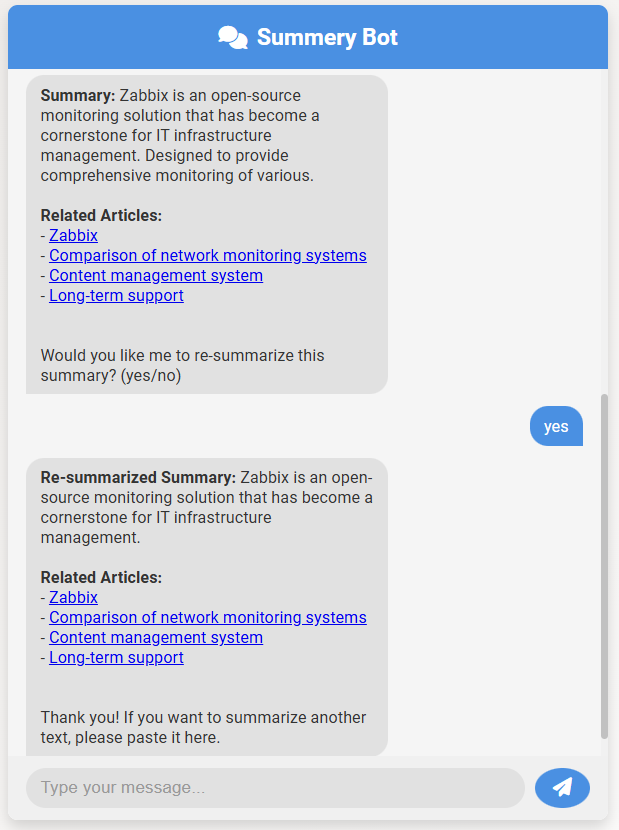 Summery Bot
Summary: Zabbix is an open-source
monitoring solution that has become a
cornerstone for IT infrastructure
management. Designed to provide
comprehensive monitoring of various.
Related Articles:
- Zabbix
- Comparison of network monitoring systems
- Content management system
- Long-term support
Would you like me to re-summarize this
summary? (yes/no)
yes
Re-summarized Summary: Zabbix is an open-
source monitoring solution that has become a
cornerstone for IT infrastructure
management.
Related Articles:
- Zabbix
- Comparison of network monitoring systems
- Content management system
- Long-term support
Thank you! If you want to summarize another
text, please paste it here.
Type your message...